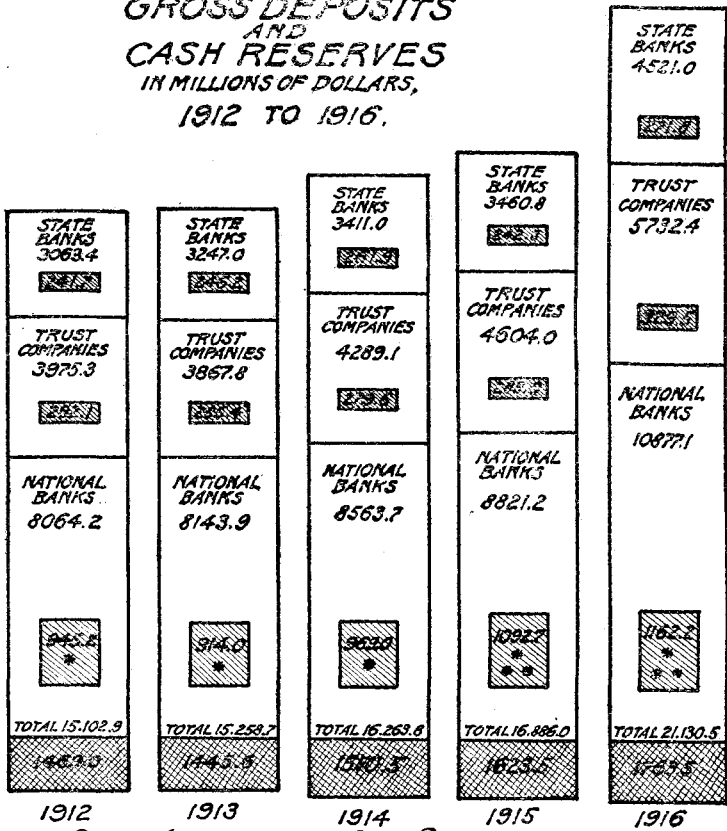 GROSS DEPOSITS
AND
CASH RESERVES
IN MILLIONS OF DOLLARS,
1912 TO 1916.
STATE
BANKS
3063.4
TRUST
COMPANIES
3975.3
NATIONAL
BANKS
8064.2
*
TOTAL 15.102.9
1912
STATE
BANKS
3247.0
TRUST
COMPANIES
3867.8
NATIONAL
BANKS
8143.9
914.0
*
TOTAL 15.258.7
1913
STATE
BANKS
3411.0
TRUST
COMPANIES
4289.1
NATIONAL
BANKS
8563.7
*
TOTAL 16.263.8
1914
STATE
BANKS
3460.8
TRUST
COMPANIES
4604.0
NATIONAL
BANKS
8821.2
1092.7
*
* *
TOTAL 16.886.0
1623.5
1915
STATE
BANKS
4521.0
TRUST
COMPANIES
5732.4
NATIONAL
BANKS
10877.1
1162.2
*
* *
TOTAL 21.130.5
1916